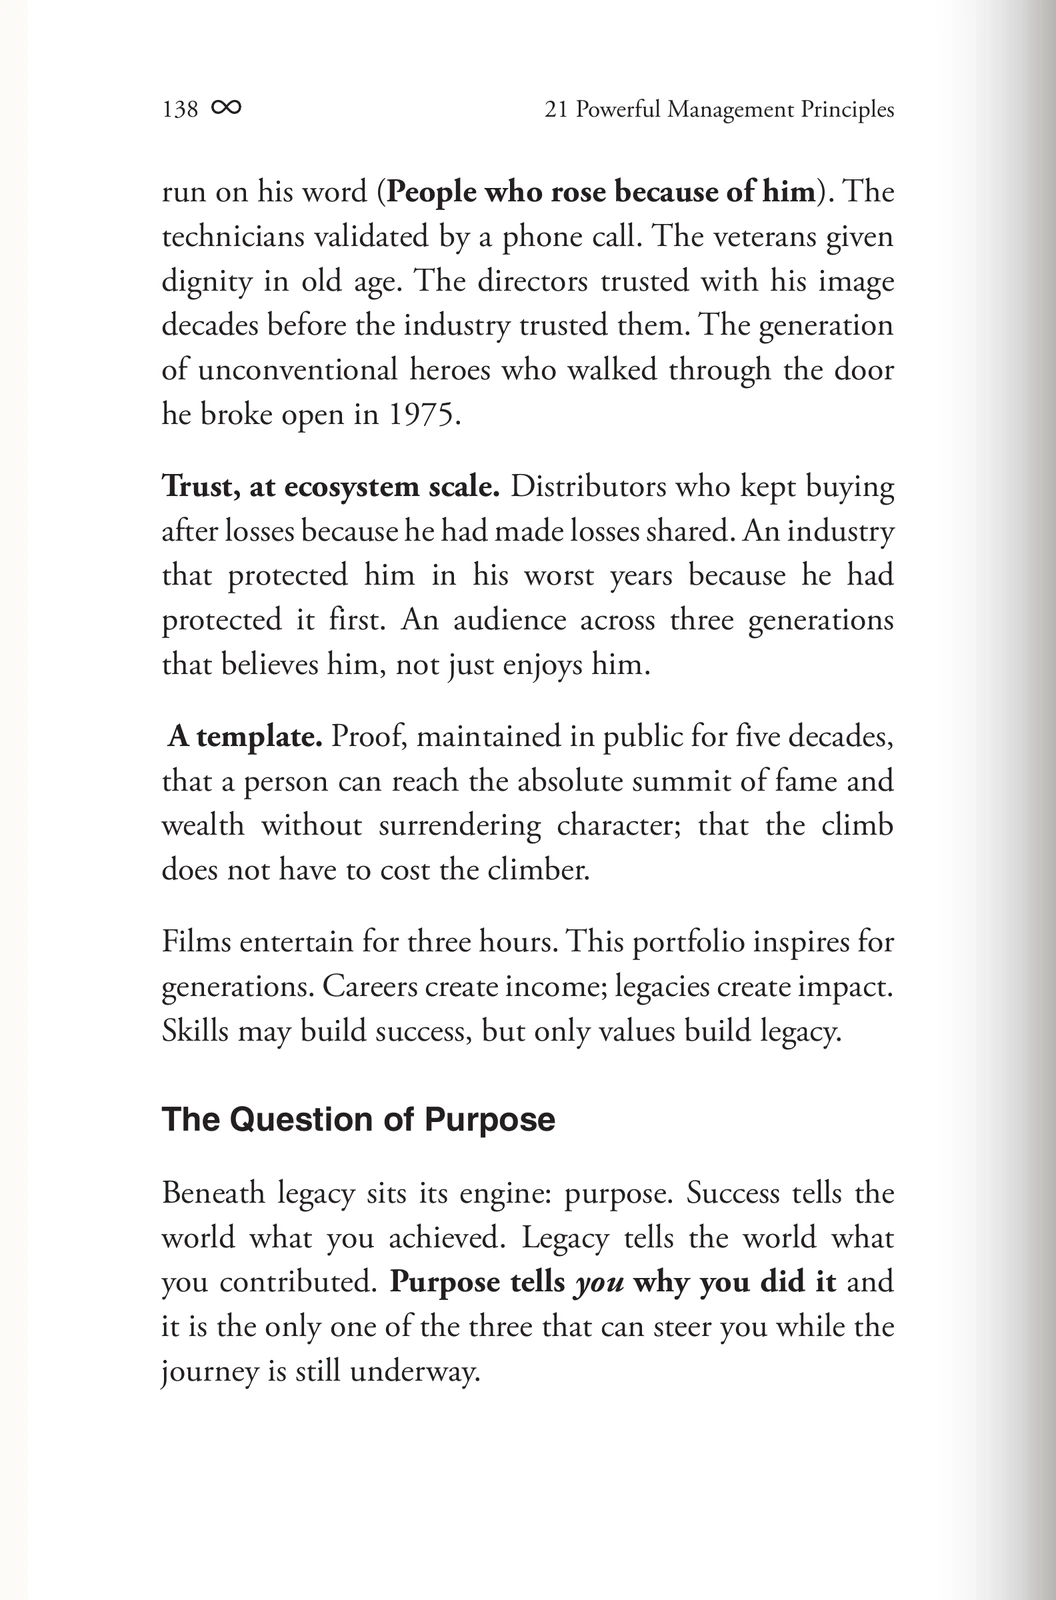 138 ∞ 21 Powerful Management Principles
run on his word (People who rose because of him). The
technicians validated by a phone call. The veterans given
dignity in old age. The directors trusted with his image
decades before the industry trusted them. The generation
of unconventional heroes who walked through the door
he broke open in 1975.
Trust, at ecosystem scale. Distributors who kept buying
after losses because he had made losses shared. An industry
that protected him in his worst years because he had
protected it first. An audience across three generations
that believes him, not just enjoys him.
A template. Proof, maintained in public for five decades,
that a person can reach the absolute summit of fame and
wealth without surrendering character; that the climb
does not have to cost the climber.
Films entertain for three hours. This portfolio inspires for
generations. Careers create income; legacies create impact.
Skills may build success, but only values build legacy.
The Question of Purpose
Beneath legacy sits its engine: purpose. Success tells the
world what you achieved. Legacy tells the world what
you contributed. Purpose tells you why you did it and
it is the only one of the three that can steer you while the
journey is still underway.